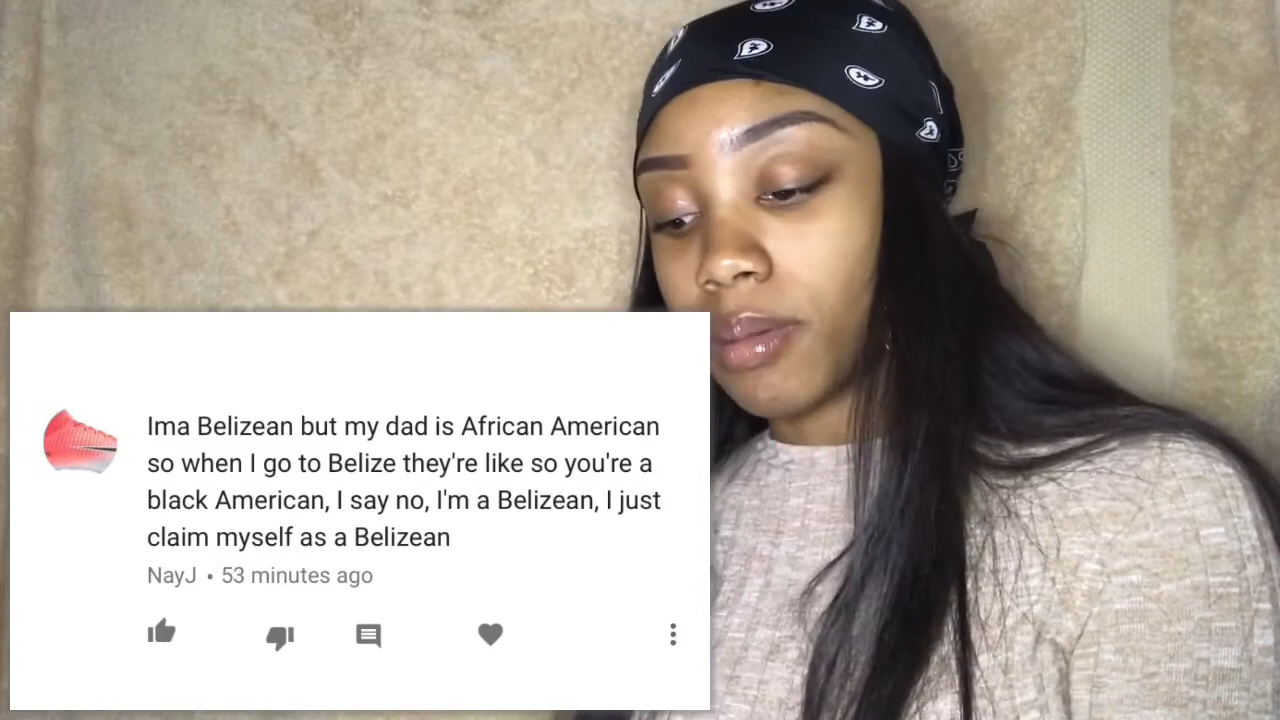 Ima Belizean but my dad is African American
so when I go to Belize they're like so you're a
black American, I say no, I'm a Belizean, I just
claim myself as a Belizean
NayJ • 53 minutes ago